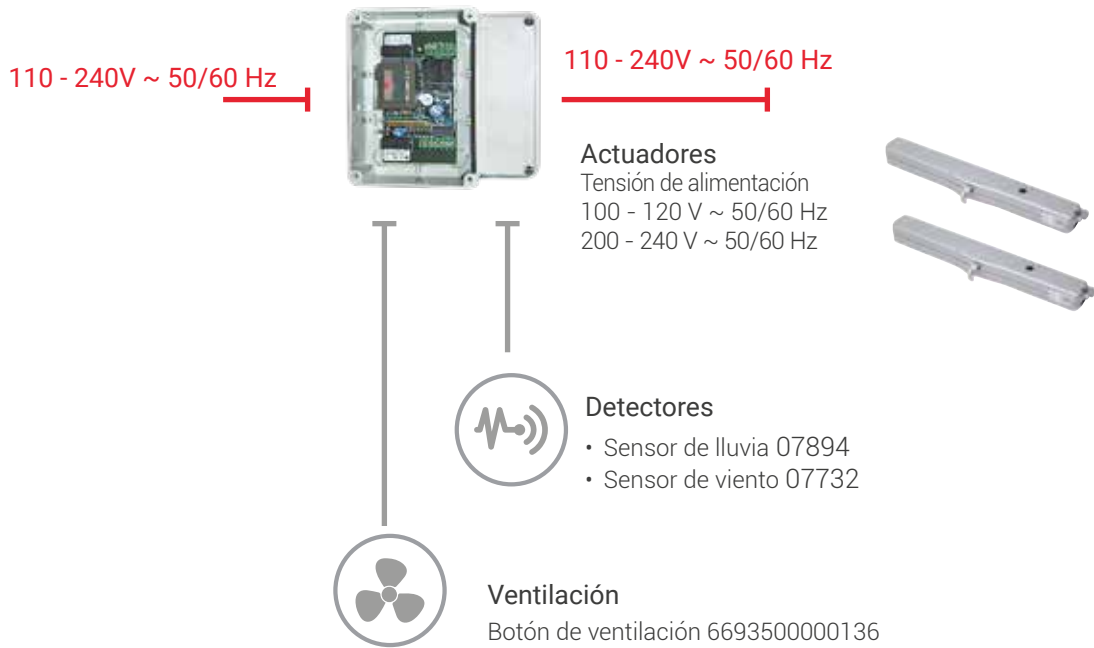 110 - 240V ~ 50/60 Hz
110 - 240V ~ 50/60 Hz
Actuadores
Tensión de alimentación
100 - 120 V ~ 50/60 Hz
200 - 240 V ~ 50/60 Hz
Detectores
• Sensor de lluvia 07894
• Sensor de viento 07732
Ventilación
Botón de ventilación 6693500000136